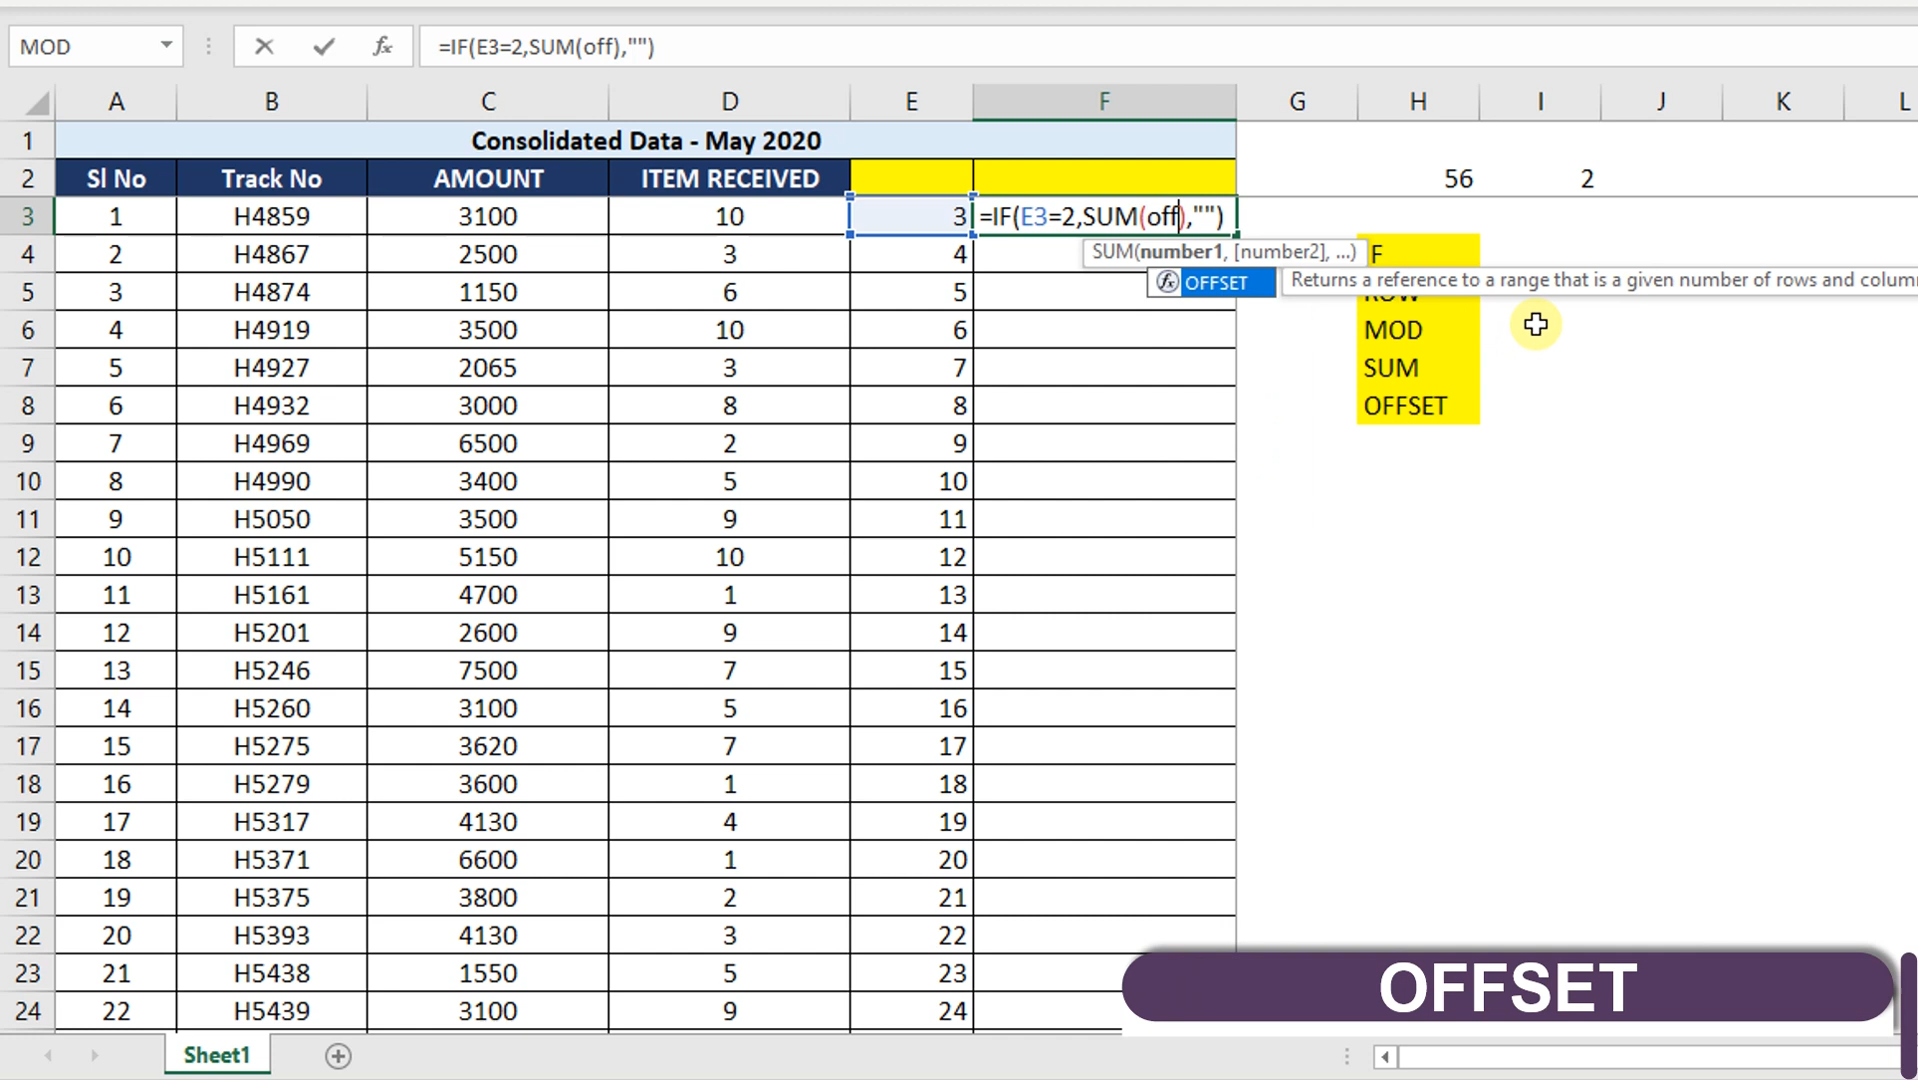 MOD
fx
=IF(E3=2,SUM(off),"")
A B C D E F G H I J K L
1 Consolidated Data - May 2020
2 Sl No Track No AMOUNT ITEM RECEIVED 56 2
3 1 H4859 3100 10 3 =IF(E3=2,SUM(off),"")
4 2 H4867 2500 3 4 SUM(number1, [number2], ...) F
5 3 H4874 1150 6 5 fx OFFSET Returns a reference to a range that is a given number of rows and column
ROW
6 4 H4919 3500 10 6 MOD
7 5 H4927 2065 3 7 SUM
8 6 H4932 3000 8 8 OFFSET
9 7 H4969 6500 2 9
10 8 H4990 3400 5 10
11 9 H5050 3500 9 11
12 10 H5111 5150 10 12
13 11 H5161 4700 1 13
14 12 H5201 2600 9 14
15 13 H5246 7500 7 15
16 14 H5260 3100 5 16
17 15 H5275 3620 7 17
18 16 H5279 3600 1 18
19 17 H5317 4130 4 19
20 18 H5371 6600 1 20
21 19 H5375 3800 2 21
22 20 H5393 4130 3 22
23 21 H5438 1550 5 23
24 22 H5439 3100 9 24
OFFSET
Sheet1